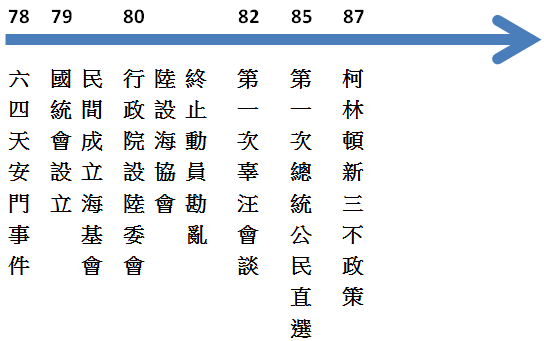 78 79 80 82 85 87
六四天安門事件
國統會設立
民間成立海基會
行政院設陸委會
陸設海協會
終止動員勘亂
第一次辜汪會談
第一次總統公民直選
柯林頓新三不政策